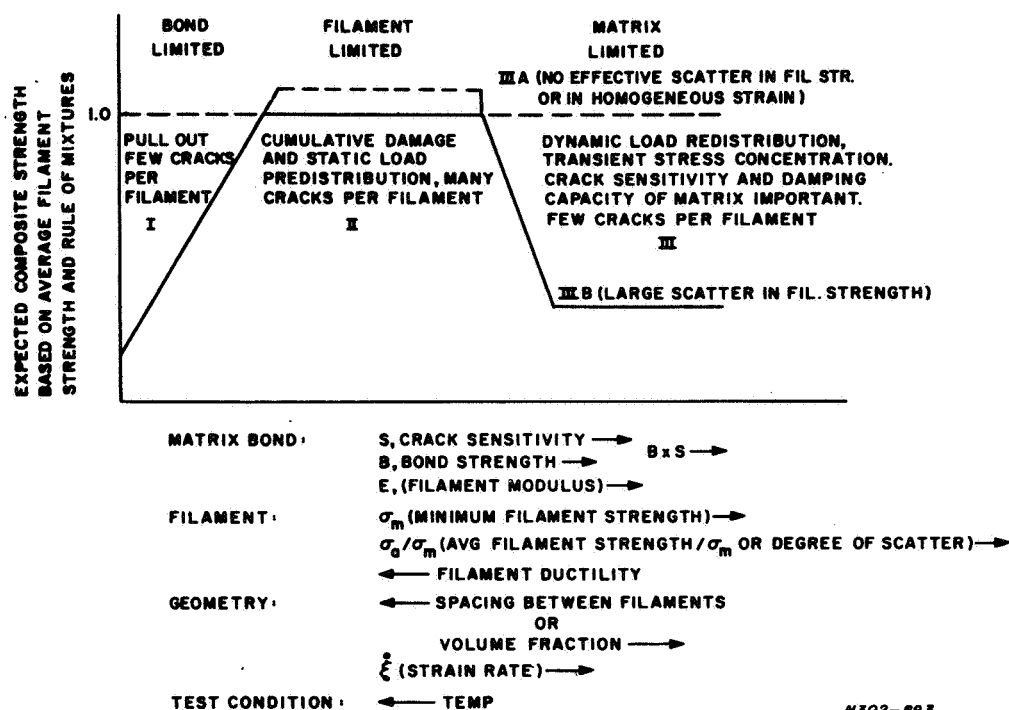 BOND LIMITED
FILAMENT LIMITED
MATRIX LIMITED
III A (NO EFFECTIVE SCATTER IN FIL STR.
OR IN HOMOGENEOUS STRAIN)
1.0
EXPECTED COMPOSITE STRENGTH
BASED ON AVERAGE FILAMENT
STRENGTH AND RULE OF MIXTURES
PULL OUT
FEW CRACKS
PER
FILAMENT
I
CUMULATIVE DAMAGE
AND STATIC LOAD
PREDISTRIBUTION, MANY
CRACKS PER FILAMENT
II
DYNAMIC LOAD REDISTRIBUTION,
TRANSIENT STRESS CONCENTRATION.
CRACK SENSITIVITY AND DAMPING
CAPACITY OF MATRIX IMPORTANT.
FEW CRACKS PER FILAMENT
III
III B (LARGE SCATTER IN FIL. STRENGTH)
MATRIX BOND: S, CRACK SENSITIVITY →
B, BOND STRENGTH → B x S →
E, (FILAMENT MODULUS) →
FILAMENT: σm (MINIMUM FILAMENT STRENGTH) →
σa/σm (AVG FILAMENT STRENGTH/σm OR DEGREE OF SCATTER) →
← FILAMENT DUCTILITY
GEOMETRY: ← SPACING BETWEEN FILAMENTS
OR
VOLUME FRACTION →
ξ̇ (STRAIN RATE) →
TEST CONDITION: ← TEMP